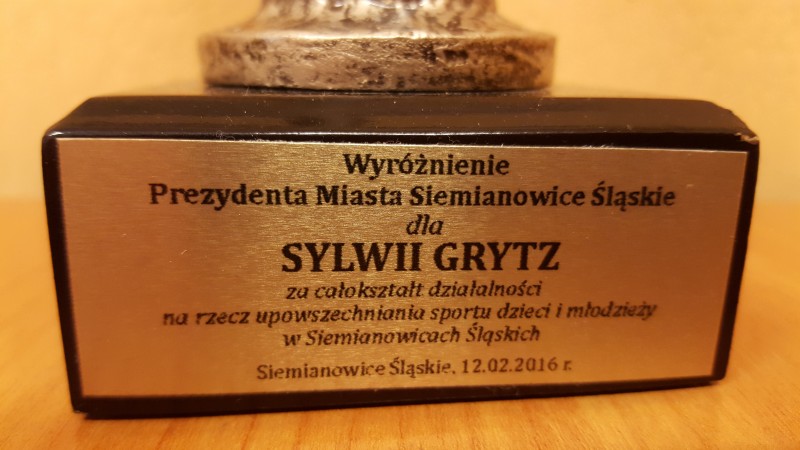 Wyróżnienie
Prezydenta Miasta Siemianowice Śląskie
dla
SYLWII GRYTZ
za całokształt działalności
na rzecz upowszechniania sportu dzieci i młodzieży
w Siemianowicach Śląskich
Siemianowice Śląskie, 12.02.2016 r.